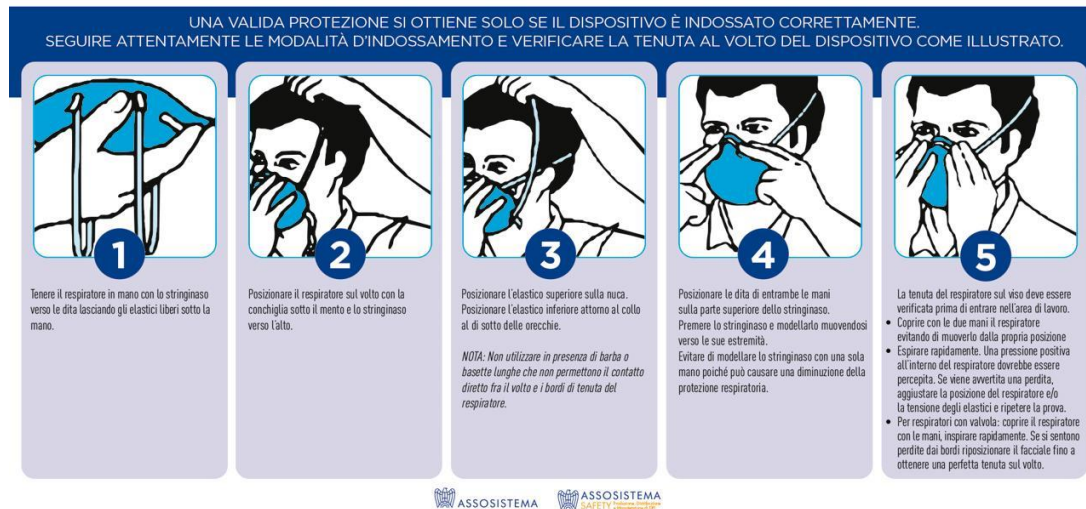 UNA VALIDA PROTEZIONE SI OTTIENE SOLO SE IL DISPOSITIVO È INDOSSATO CORRETTAMENTE.
SEGUIRE ATTENTAMENTE LE MODALITÀ D'INDOSSAMENTO E VERIFICARE LA TENUTA AL VOLTO DEL DISPOSITIVO COME ILLUSTRATO.
1
Tenere il respiratore in mano con lo stringinaso
verso le dita lasciando gli elastici liberi sotto la
mano.
2
Posizionare il respiratore sul volto con la
conchiglia sotto il mento e lo stringinaso
verso l'alto.
3
Posizionare l'elastico superiore sulla nuca.
Posizionare l'elastico inferiore attorno al collo
al di sotto delle orecchie.
NOTA: Non utilizzare in presenza di barba o
basette lunghe che non permettono il contatto
diretto fra il volto e i bordi di tenuta del
respiratore.
4
Posizionare le dita di entrambe le mani
sulla parte superiore dello stringinaso.
Premere lo stringinaso e modellarlo muovendosi
verso le sue estremità.
Evitare di modellare lo stringinaso con una sola
mano poiché può causare una diminuzione della
protezione respiratoria.
5
La tenuta del respiratore sul viso deve essere
verificata prima di entrare nell'area di lavoro.
• Coprire con le due mani il respiratore
evitando di muoverlo dalla propria posizione
• Espirare rapidamente. Una pressione positiva
all'interno del respiratore dovrebbe essere
percepita. Se viene avvertita una perdita,
aggiustare la posizione del respiratore e/o
la tensione degli elastici e ripetere la prova.
• Per respiratori con valvola: coprire il respiratore
con le mani, inspirare rapidamente. Se si sentono
perdite dai bordi riposizionare il facciale fino a
ottenere una perfetta tenuta sul volto.
ASSOSISTEMA
ASSOSISTEMA
SAFETY